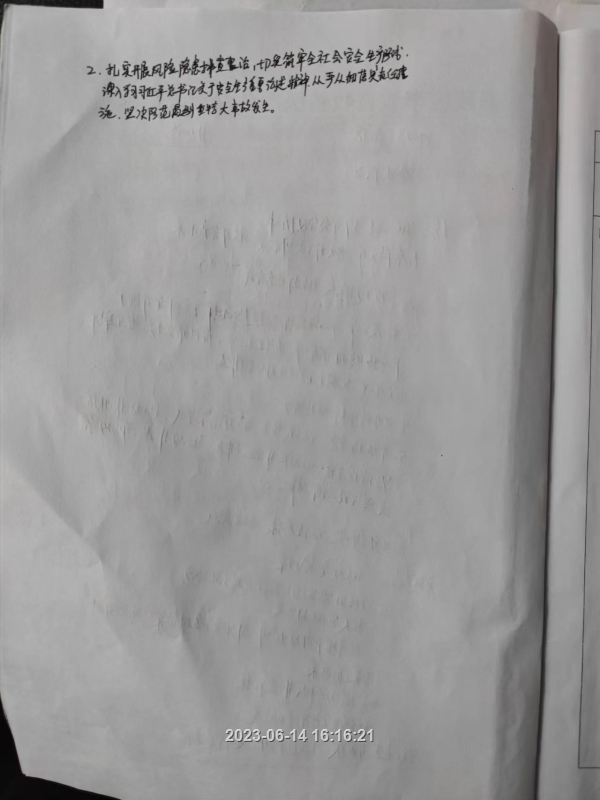 2、扎实开展风险隐患排查整治,切实筑牢全社会安全生产防线.
深入学习习近平总书记关于安全生产重要论述精神,从严从细落实责任措
施,坚决防范遏制重特大事故发生。
2023-06-14 16:16:21